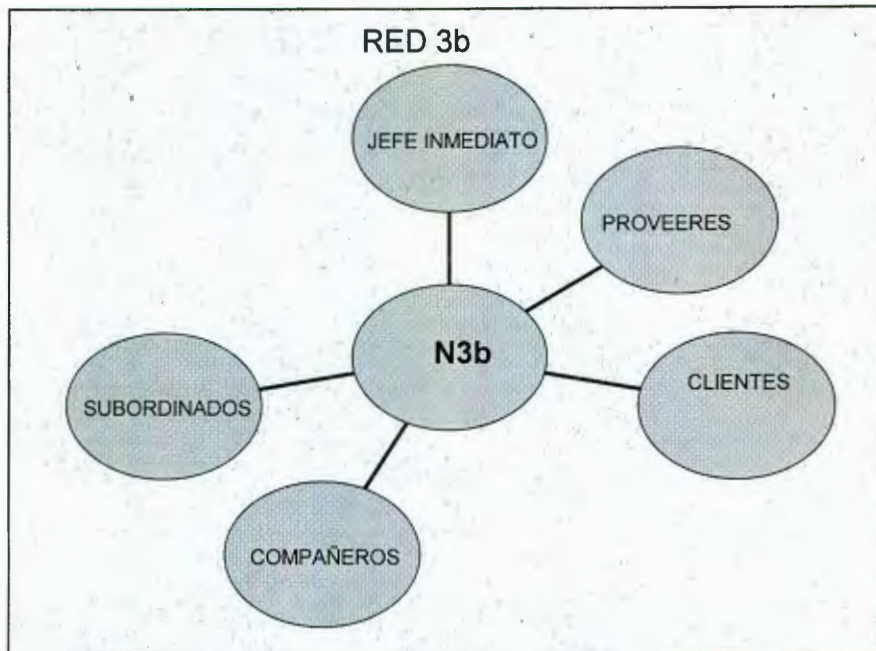 RED 3b
JEFE INMEDIATO
PROVEERES
N3b
CLIENTES
SUBORDINADOS
COMPAÑEROS